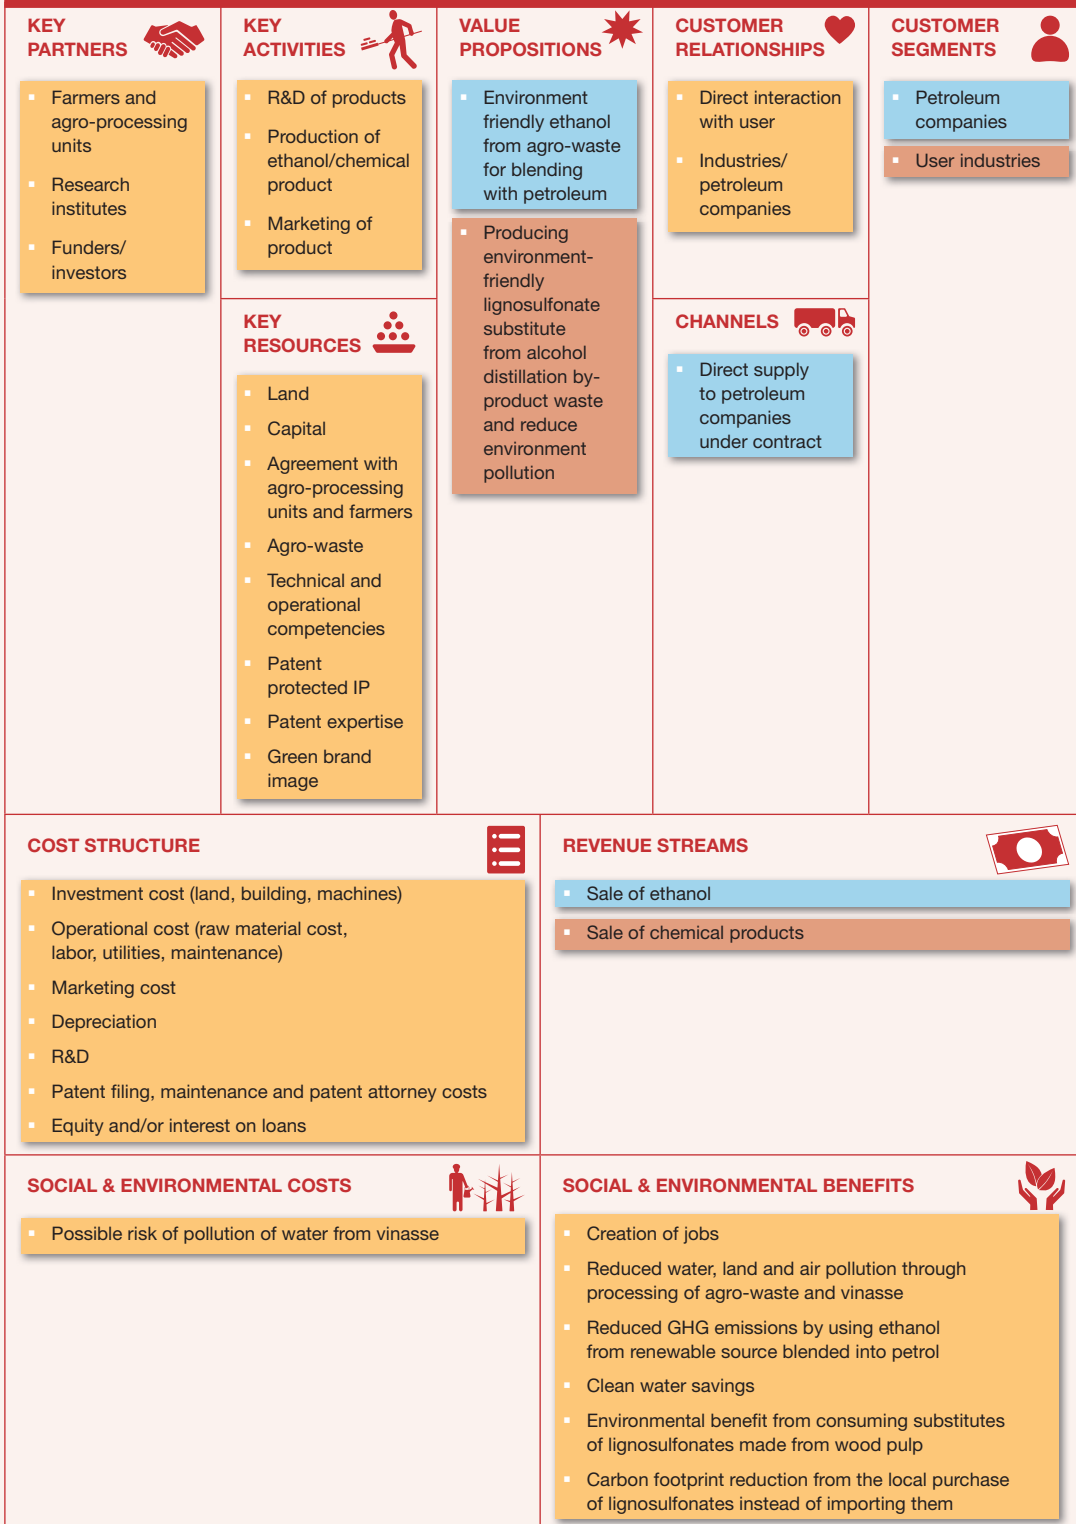 KEY
PARTNERS
Farmers and
agro-processing
units
Research
institutes
Funders/
investors
KEY
ACTIVITIES
R&D of products
Production of
ethanol/chemical
product
Marketing of
product
KEY
RESOURCES
Land
Capital
Agreement with
agro-processing
units and farmers
Agro-waste
Technical and
operational
competencies
Patent
protected IP
Patent expertise
Green brand
image
VALUE
PROPOSITIONS
Environment
friendly ethanol
from agro-waste
for blending
with petroleum
Producing
environment-
friendly
lignosulfonate
substitute
from alcohol
distillation by-
product waste
and reduce
environment
pollution
CUSTOMER
RELATIONSHIPS
Direct interaction
with user
Industries/
petroleum
companies
CHANNELS
Direct supply
to petroleum
companies
under contract
CUSTOMER
SEGMENTS
Petroleum
companies
User industries
COST STRUCTURE
Investment cost (land, building, machines)
Operational cost (raw material cost,
labor, utilities, maintenance)
Marketing cost
Depreciation
R&D
Patent filing, maintenance and patent attorney costs
Equity and/or interest on loans
REVENUE STREAMS
Sale of ethanol
Sale of chemical products
SOCIAL & ENVIRONMENTAL COSTS
Possible risk of pollution of water from vinasse
SOCIAL & ENVIRONMENTAL BENEFITS
Creation of jobs
Reduced water, land and air pollution through
processing of agro-waste and vinasse
Reduced GHG emissions by using ethanol
from renewable source blended into petrol
Clean water savings
Environmental benefit from consuming substitutes
of lignosulfonates made from wood pulp
Carbon footprint reduction from the local purchase
of lignosulfonates instead of importing them